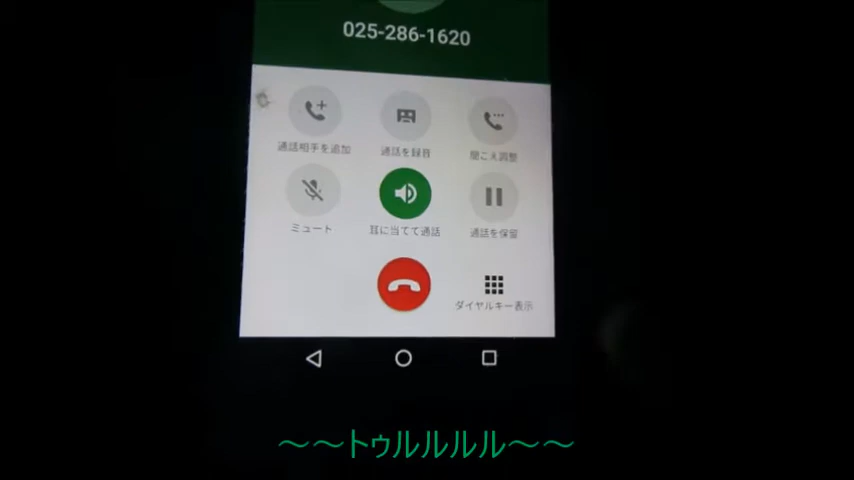 025-286-1620
通話相手を追加 通話を録音 聞こえ調整
ミュート 耳に当てて通話 通話を保留
ダイヤルキー表示
～～トゥルルルル～～